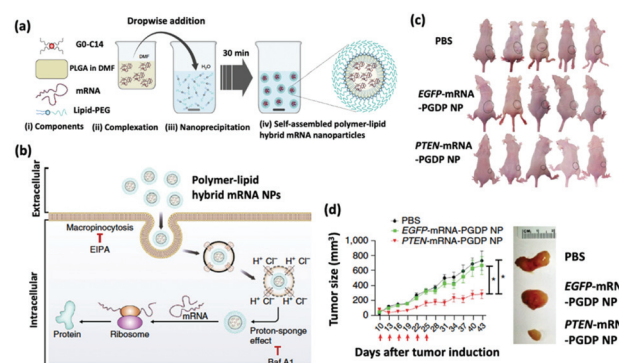 (a)
Dropwise addition
G0-C14
PLGA in DMF
mRNA
Lipid-PEG
DMF
H₂O
30 min
(i) Components
(ii) Complexation
(iii) Nanoprecipitation
(iv) Self-assembled polymer-lipid
hybrid mRNA nanoparticles
(b)
Extracellular
Intracellular
Polymer-lipid
hybrid mRNA NPs
Macropinocytosis
EIPA
H⁺ Cl⁻
H⁺ Cl⁻
H⁺ Cl⁻
H⁺ Cl⁻
mRNA
Protein
Ribosome
Proton-sponge
effect
Baf A1
(c)
PBS
EGFP-mRNA
-PGDP NP
PTEN-mRNA
-PGDP NP
(d)
PBS
EGFP-mRNA-PGDP NP
PTEN-mRNA-PGDP NP
Tumor size (mm³)
1000
800
600
400
200
0
10 13 16 19 22 25 28 31 34 37 40 43
* *
Days after tumor induction
PBS
EGFP-mRN
-PGDP NP
PTEN-mRN
-PGDP NP